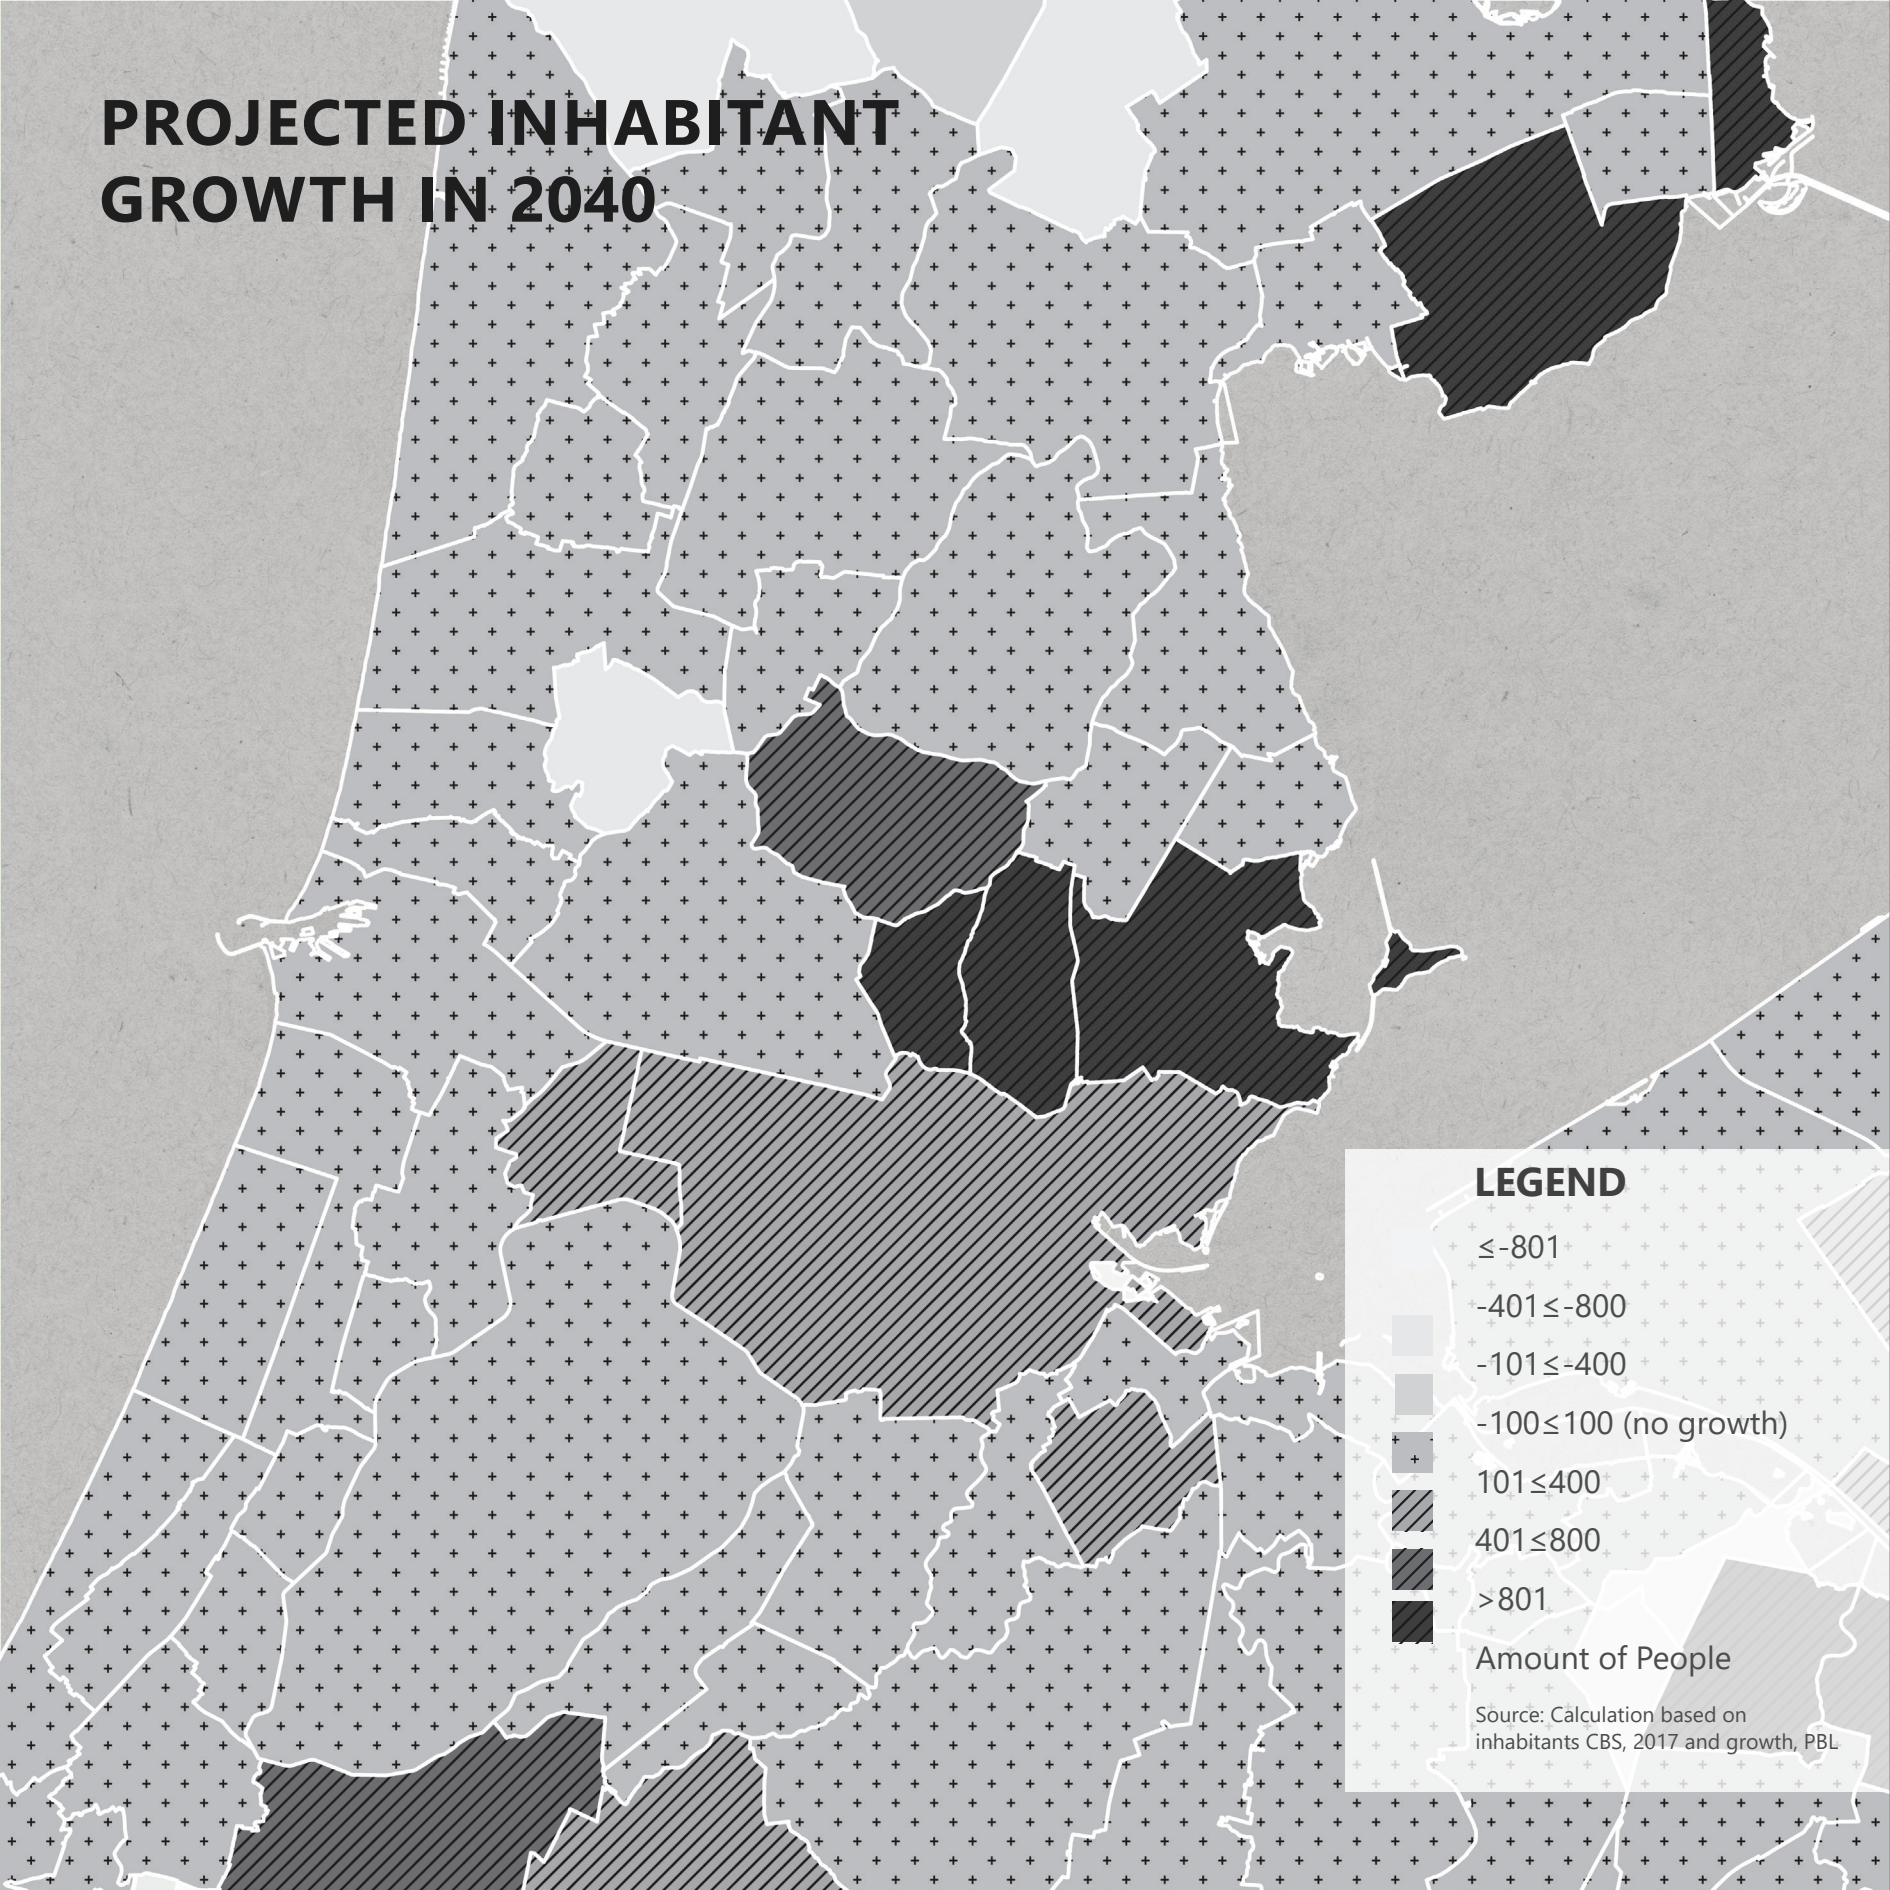 PROJECTED INHABITANT
GROWTH IN 2040
LEGEND
≤-801
-401≤-800
-101≤-400
-100≤100 (no growth)
101≤400
401≤800
>801
Amount of People
Source: Calculation based on
inhabitants CBS, 2017 and growth, PBL